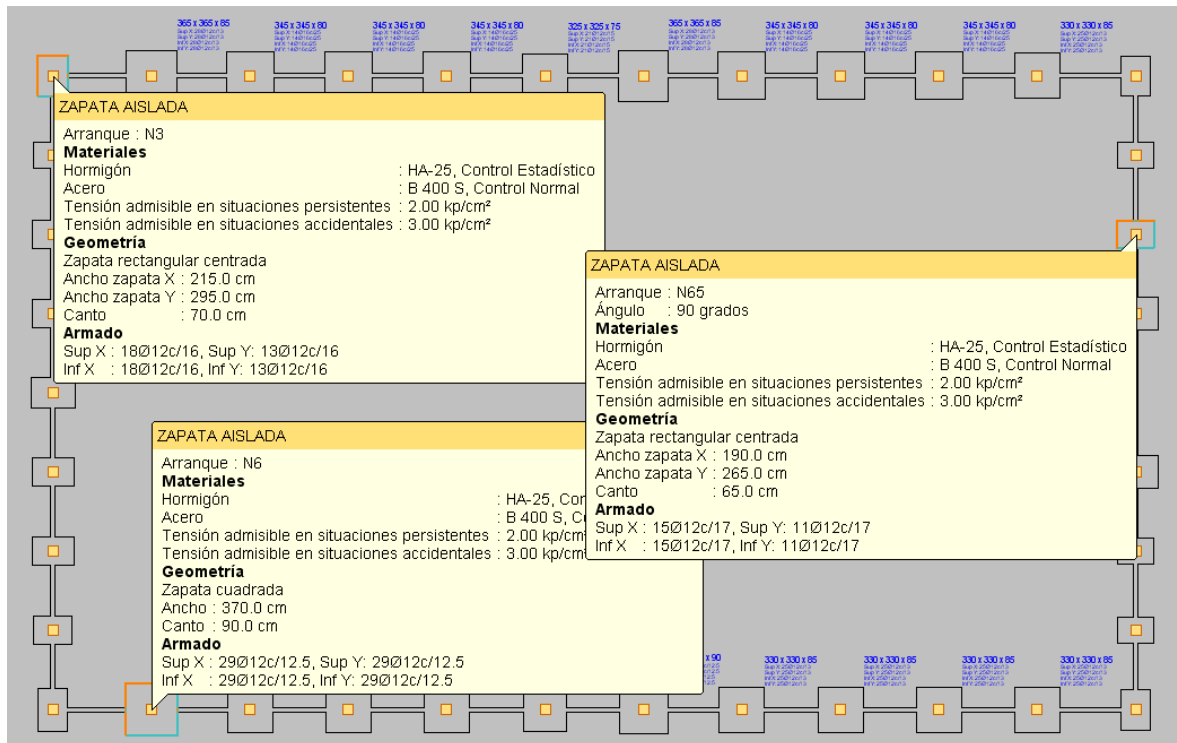 365 x 365 x 85
345 x 345 x 80
345 x 345 x 80
345 x 345 x 80
325 x 325 x 75
365 x 365 x 85
345 x 345 x 80
345 x 345 x 80
345 x 345 x 80
330 x 330 x 85
ZAPATA AISLADA
Arranque : N3
Materiales
Hormigón : HA-25, Control Estadístico
Acero : B 400 S, Control Normal
Tensión admisible en situaciones persistentes : 2.00 kp/cm²
Tensión admisible en situaciones accidentales : 3.00 kp/cm²
Geometría
Zapata rectangular centrada
Ancho zapata X : 215.0 cm
Ancho zapata Y : 295.0 cm
Canto : 70.0 cm
Armado
Sup X : 18Ø12c/16, Sup Y: 13Ø12c/16
Inf X : 18Ø12c/16, Inf Y: 13Ø12c/16
ZAPATA AISLADA
Arranque : N65
Ángulo : 90 grados
Materiales
Hormigón : HA-25, Control Estadístico
Acero : B 400 S, Control Normal
Tensión admisible en situaciones persistentes : 2.00 kp/cm²
Tensión admisible en situaciones accidentales : 3.00 kp/cm²
Geometría
Zapata rectangular centrada
Ancho zapata X : 190.0 cm
Ancho zapata Y : 265.0 cm
Canto : 65.0 cm
Armado
Sup X : 15Ø12c/17, Sup Y: 11Ø12c/17
Inf X : 15Ø12c/17, Inf Y: 11Ø12c/17
ZAPATA AISLADA
Arranque : N6
Materiales
Hormigón : HA-25, Con
Acero : B 400 S, C
Tensión admisible en situaciones persistentes : 2.00 kp/cm
Tensión admisible en situaciones accidentales : 3.00 kp/cm
Geometría
Zapata cuadrada
Ancho : 370.0 cm
Canto : 90.0 cm
Armado
Sup X : 29Ø12c/12.5, Sup Y: 29Ø12c/12.5
Inf X : 29Ø12c/12.5, Inf Y: 29Ø12c/12.5
x 90
330 x 330 x 85
330 x 330 x 85
330 x 330 x 85
330 x 330 x 85